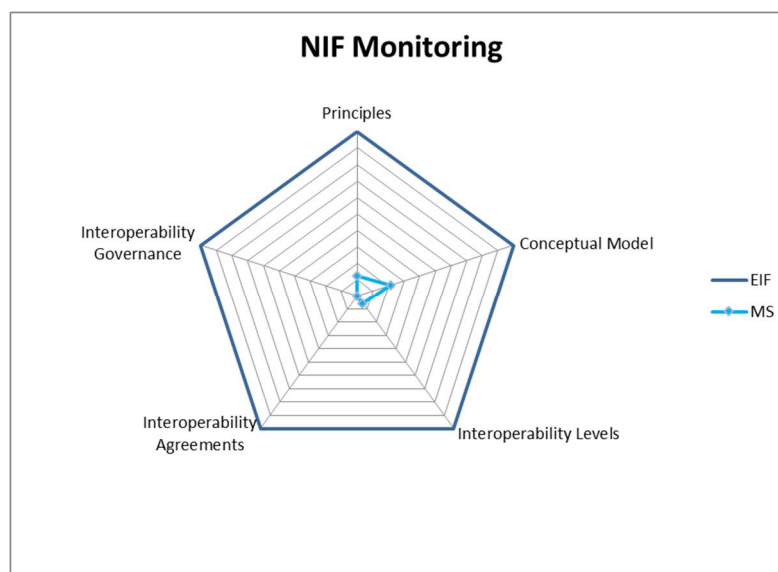 NIF Monitoring
Principles
Interoperability
Governance
Conceptual Model
EIF
MS
Interoperability
Agreements
Interoperability Levels